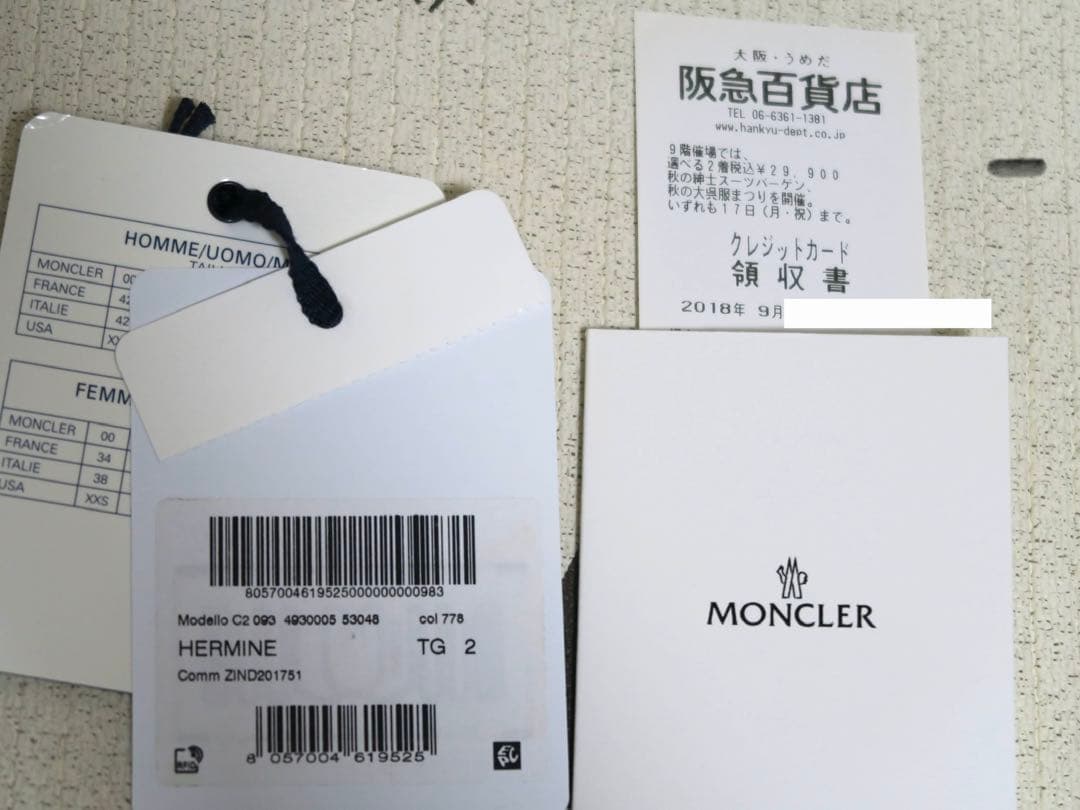 大阪・うめだ
阪急百貨店
TEL 06-6361-1381
www.hankyu-dept.co.jp
9階催場では、
選べる2着税込¥29,900
秋の紳士スーツバーゲン、
秋の大呉服まつりを開催。
いずれも17日(月・祝)まで。
クレジットカード
領収書
2018年 9月
HOMME/UOMO/M
MONCLER 00
FRANCE 42
ITALIE 42
USA
FEMM
MONCLER 00
FRANCE 34
ITALIE 38
USA XXS
8057004619525000000000983
Modello C2 093 4930005 53048 col 778
HERMINE TG 2
Comm ZIND201751
8 057004 619525
RFID
MONCLER